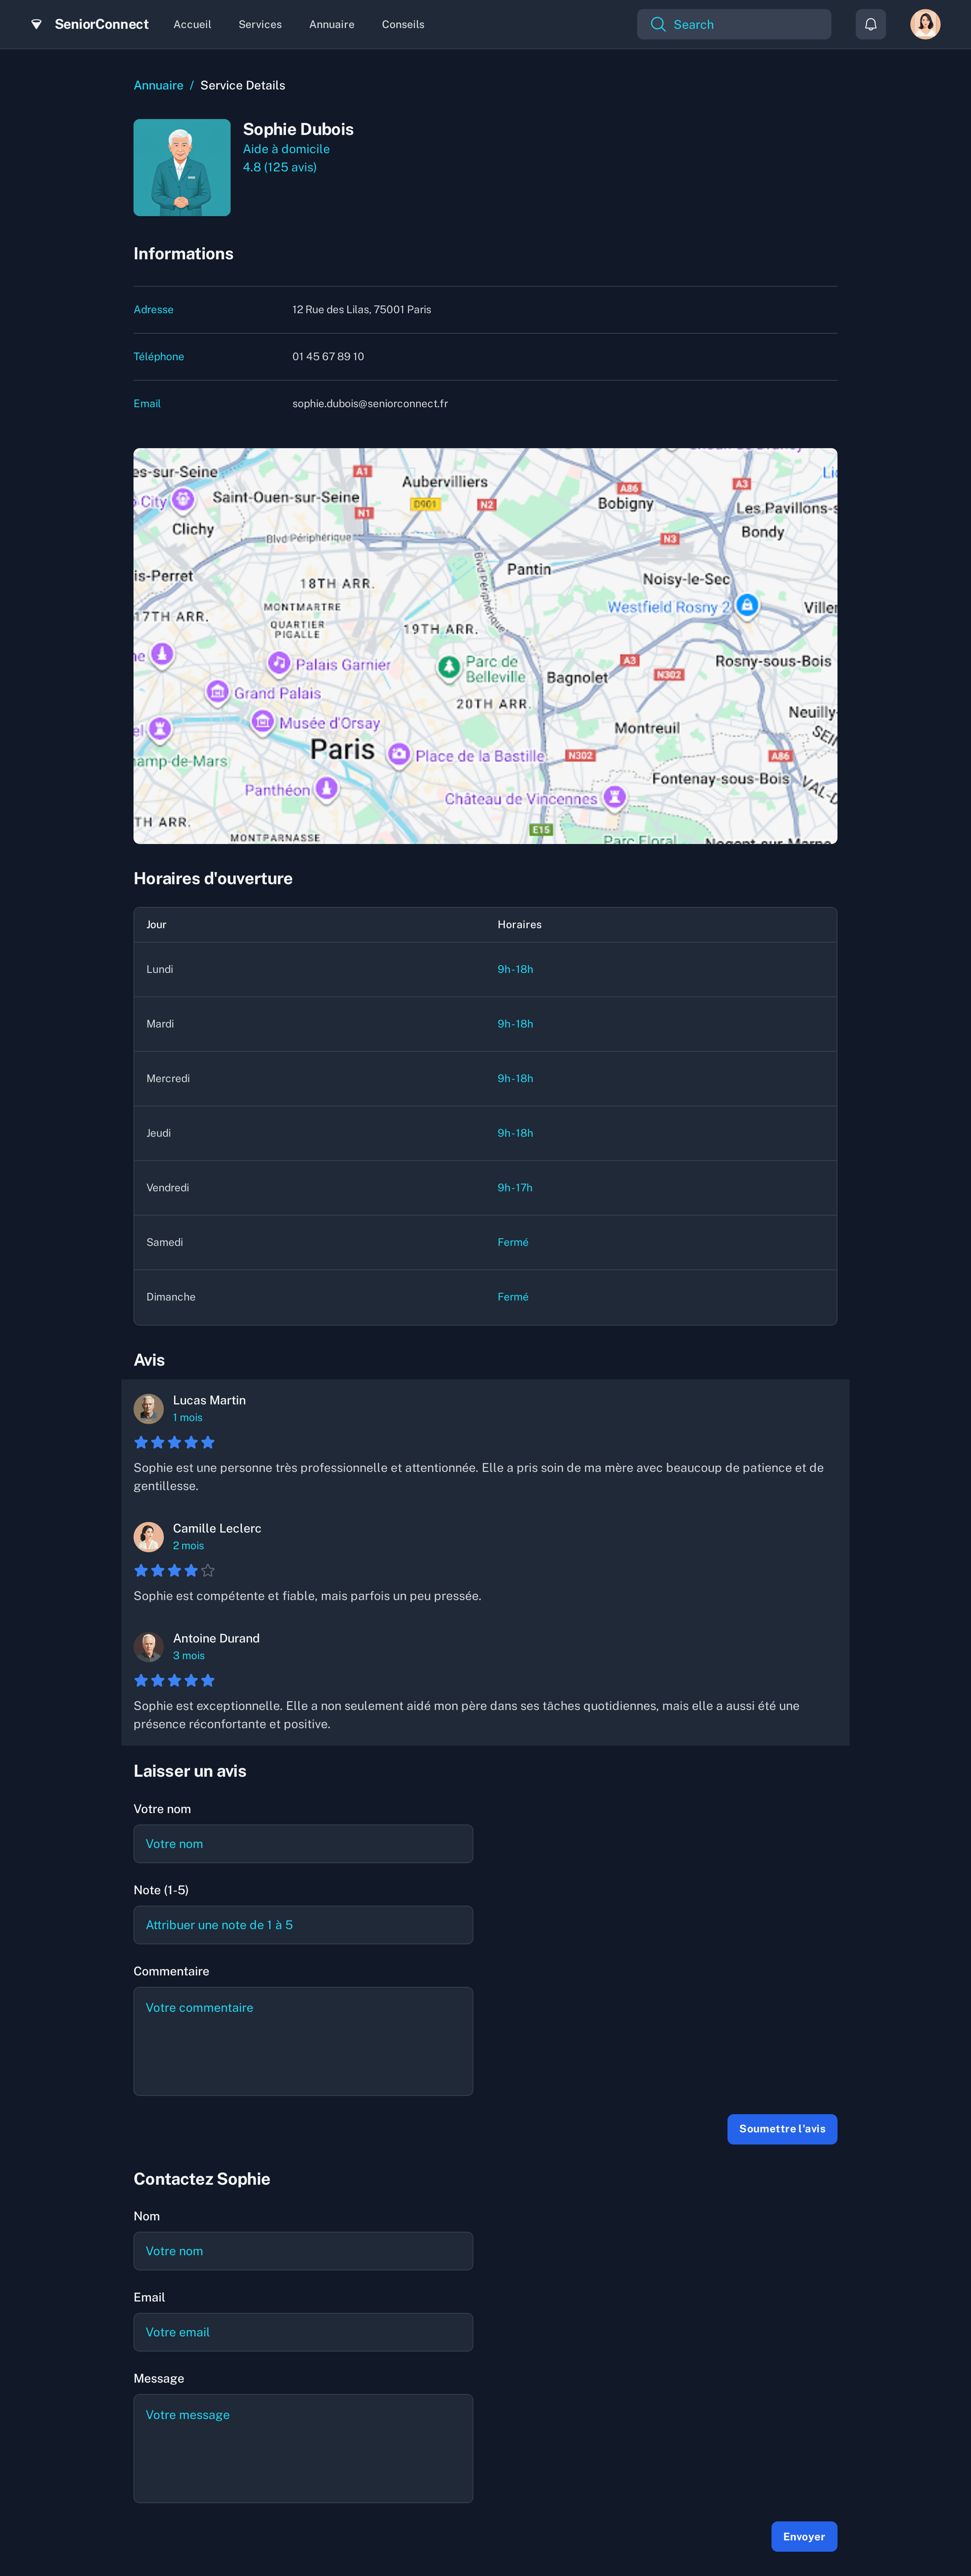 SeniorConnect
Accueil
Services
Annuaire
Conseils
Search
Annuaire / Service Details
Sophie Dubois
Aide à domicile
4.8 (125 avis)
Informations
Adresse
12 Rue des Lilas, 75001 Paris
Téléphone
01 45 67 89 10
Email
sophie.dubois@seniorconnect.fr
es-sur-Seine
A1
Aubervilliers
A86
A3
City
Saint-Ouen-sur-Seine
D901
N2
Bobigny
Les Pavillons-s
N1
Clichy
Blvd Périphérique
N3
Bondy
Blvd Périphérique
Pantin
is-Perret
18TH ARR.
Noisy-le-Sec
MONTMARTRE
Westfield Rosny 2
Viller
17TH ARR.
QUARTIER
PIGALLE
19TH ARR.
Palais Garnier
Parc de
Belleville
A3
Rosny-sous-Bois
Bagnolet
N302
Grand Palais
20TH ARR.
Musée d'Orsay
Neuilly-
Montreuil
Paris
Place de la Bastille
N302
A86
hamp-de-Mars
Fontenay-sous-Bois
VAL-D
Panthéon
Château de Vincennes
TH ARR.
E15
MONTPARNASSE
Parc Floral
Nogent-sur-Marne
Horaires d'ouverture
Jour
Horaires
Lundi
9h-18h
Mardi
9h-18h
Mercredi
9h-18h
Jeudi
9h-18h
Vendredi
9h-17h
Samedi
Fermé
Dimanche
Fermé
Avis
Lucas Martin
1 mois
Sophie est une personne très professionnelle et attentionnée. Elle a pris soin de ma mère avec beaucoup de patience et de
gentillesse.
Camille Leclerc
2 mois
Sophie est compétente et fiable, mais parfois un peu pressée.
Antoine Durand
3 mois
Sophie est exceptionnelle. Elle a non seulement aidé mon père dans ses tâches quotidiennes, mais elle a aussi été une
présence réconfortante et positive.
Laisser un avis
Votre nom
Votre nom
Note (1-5)
Attribuer une note de 1 à 5
Commentaire
Votre commentaire
Soumettre l'avis
Contactez Sophie
Nom
Votre nom
Email
Votre email
Message
Votre message
Envoyer